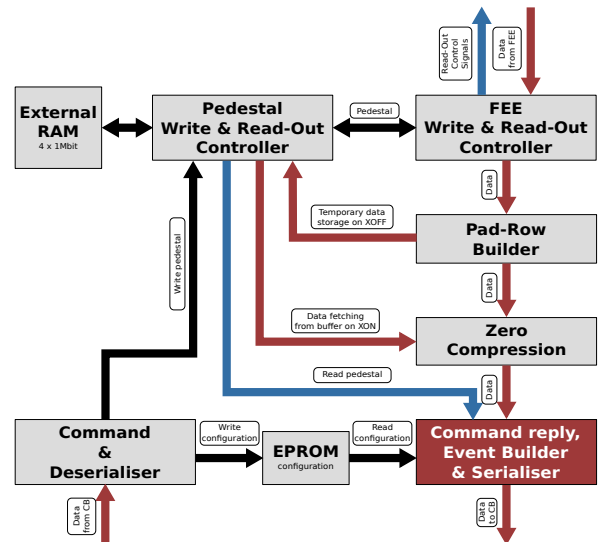 Read-Out
Control
Signals
Data
from FEE
External
RAM
4 x 1Mbit
Pedestal
Write & Read-Out
Controller
Pedestal
FEE
Write & Read-Out
Controller
Data
Temporary data
storage on XOFF
Pad-Row
Builder
Write pedestal
Data
Data fetching
from buffer on XON
Zero
Compression
Read pedestal
Data
Command
&
Deserialiser
Write
configuration
EPROM
configuration
Read
configuration
Command reply,
Event Builder
& Serialiser
Data
from CB
Data
to CB